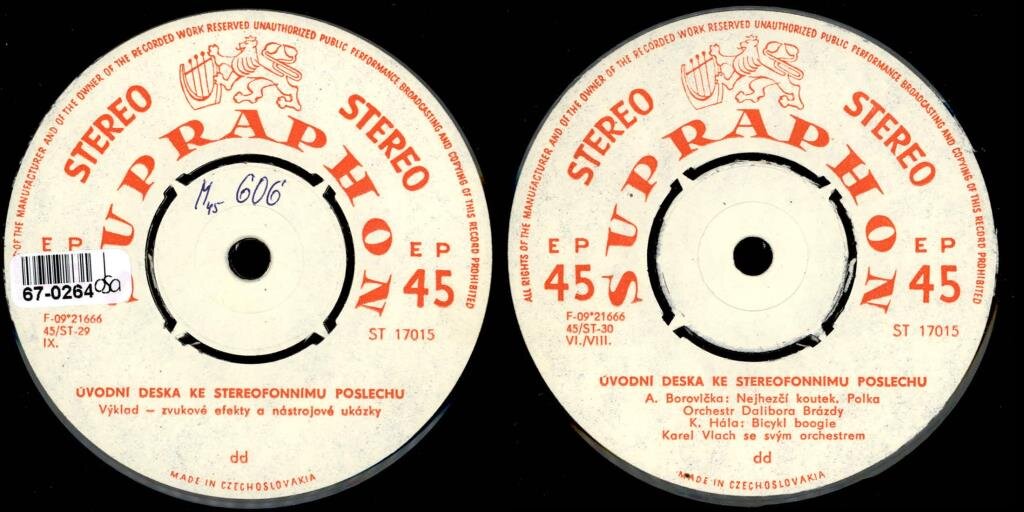 OF THE MANUFACTURER AND OF THE OWNER OF THE RECORDED WORK RESERVED UNAUTHORIZED PUBLIC PERFORMANCE BROADCASTING AND COPYING OF THIS RECORD PROHIBITED
STEREO
STEREO
UPRAPHON
M45 606
EP
EP
45
67-0264
F-09*21666
45/ST-29
IX.
ST 17015
ÚVODNÍ DESKA KE STEREOFONNÍMU POSLECHU
Výklad – zvukové efekty a nástrojové ukázky
dd
MADE IN CZECHOSLOVAKIA
ALL RIGHTS OF THE MANUFACTURER AND OF THE OWNER OF THE RECORDED WORK RESERVED UNAUTHORIZED PUBLIC PERFORMANCE BROADCASTING AND COPYING OF THIS RECORD PROHIBITED
STEREO
STEREO
SUPRAPHON
EP
45
EP
45
F-09*21666
45/ST-30
VI./VIII.
ST 17015
ÚVODNÍ DESKA KE STEREOFONNÍMU POSLECHU
A. Borovička: Nejhezčí koutek. Polka
Orchestr Dalibora Brázdy
K. Hála: Bicykl boogie
Karel Vlach se svým orchestrem
dd
MADE IN CZECHOSLOVAKIA